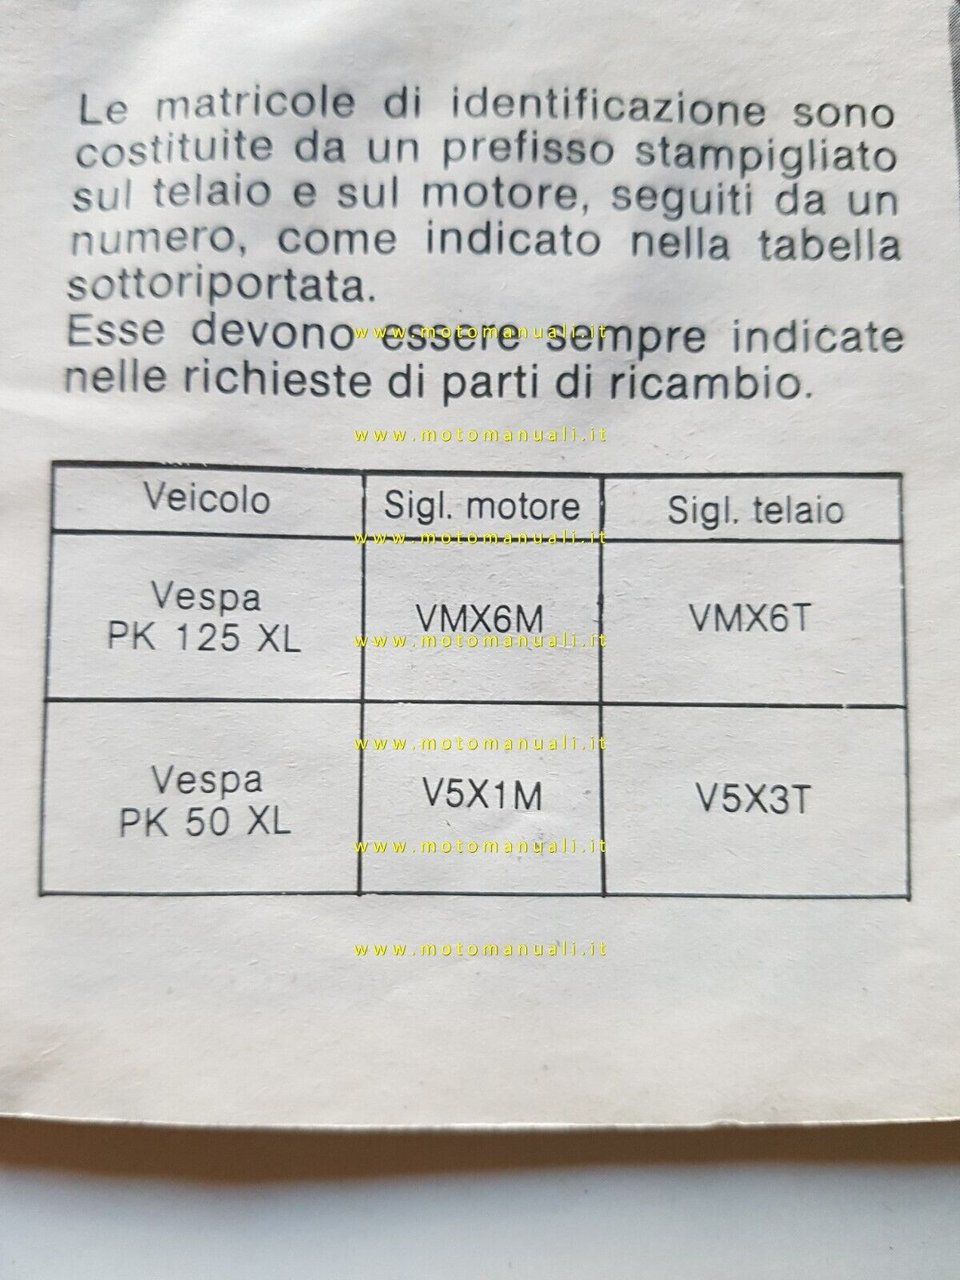 Le matricole di identificazione sono
costituite da un prefisso stampigliato
sul telaio e sul motore, seguiti da un
numero, come indicato nella tabella
sottoriportata.
Esse devono essere sempre indicate
www.motomanuali.it
nelle richieste di parti di ricambio.
www.motomanuali.it
Veicolo Sigl. motore Sigl. telaio
www.motomanuali.it
Vespa
PK 125 XL VMX6M VMX6T
www.motomanuali.it
www.motomanuali.it
Vespa
PK 50 XL V5X1M V5X3T
www.motomanuali.it
www.motomanuali.it